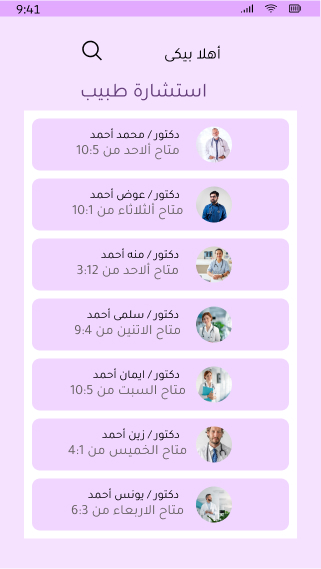 9:41
أهلا بيكى
استشارة طبيب
دكتور / محمد أحمد
متاح ألاحد من 10:5
دكتور / عوض أحمد
متاح ألثلاثاء من 10:1
دكتور / منه أحمد
متاح ألاحد من 3:12
دكتور / سلمى أحمد
متاح الاتنين من 9:4
دكتور / ايمان أحمد
متاح السبت من 10:5
دكتور / زين أحمد
متاح الخميس من 4:1
دكتور / يونس أحمد
متاح الاربعاء من 6:3